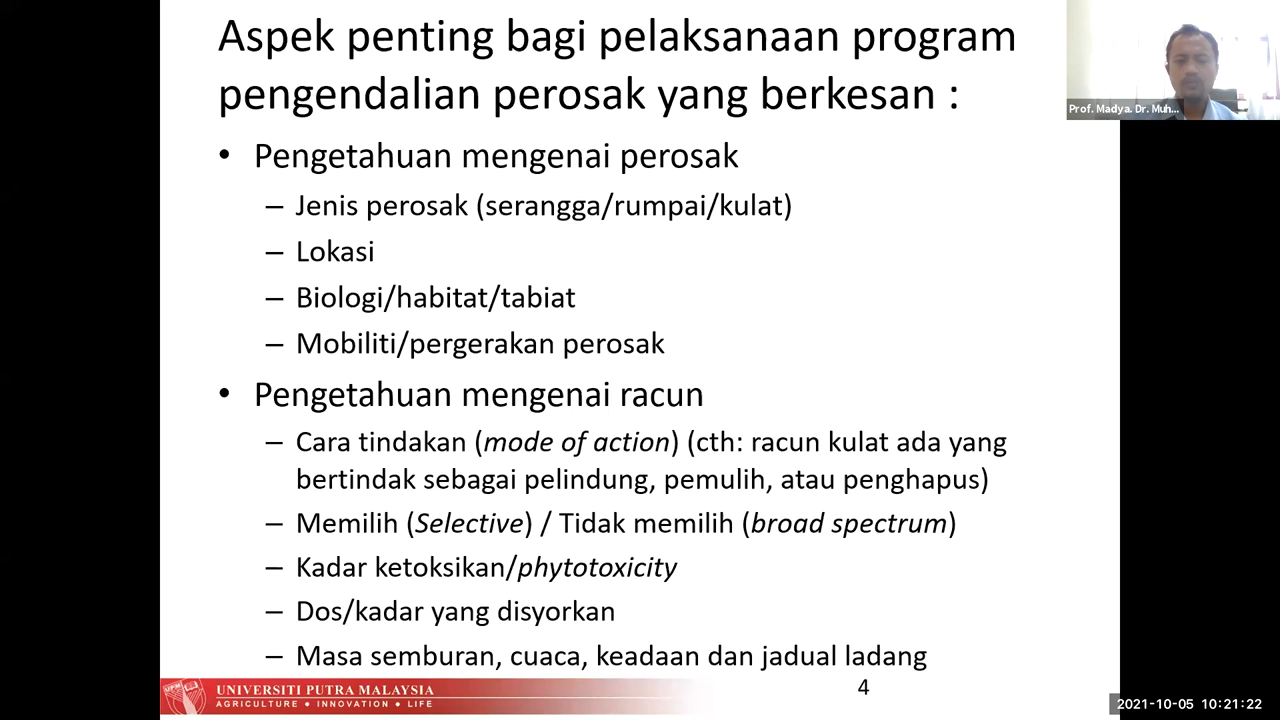 Aspek penting bagi pelaksanaan program
pengendalian perosak yang berkesan :
• Pengetahuan mengenai perosak
– Jenis perosak (serangga/rumpai/kulat)
– Lokasi
– Biologi/habitat/tabiat
– Mobiliti/pergerakan perosak
• Pengetahuan mengenai racun
– Cara tindakan (mode of action) (cth: racun kulat ada yang
bertindak sebagai pelindung, pemulih, atau penghapus)
– Memilih (Selective) / Tidak memilih (broad spectrum)
– Kadar ketoksikan/phytotoxicity
– Dos/kadar yang disyorkan
– Masa semburan, cuaca, keadaan dan jadual ladang
UNIVERSITI PUTRA MALAYSIA
AGRICULTURE • INNOVATION • LIFE
4
Prof. Madya. Dr. Muh...
2021-10-05 10:21:22